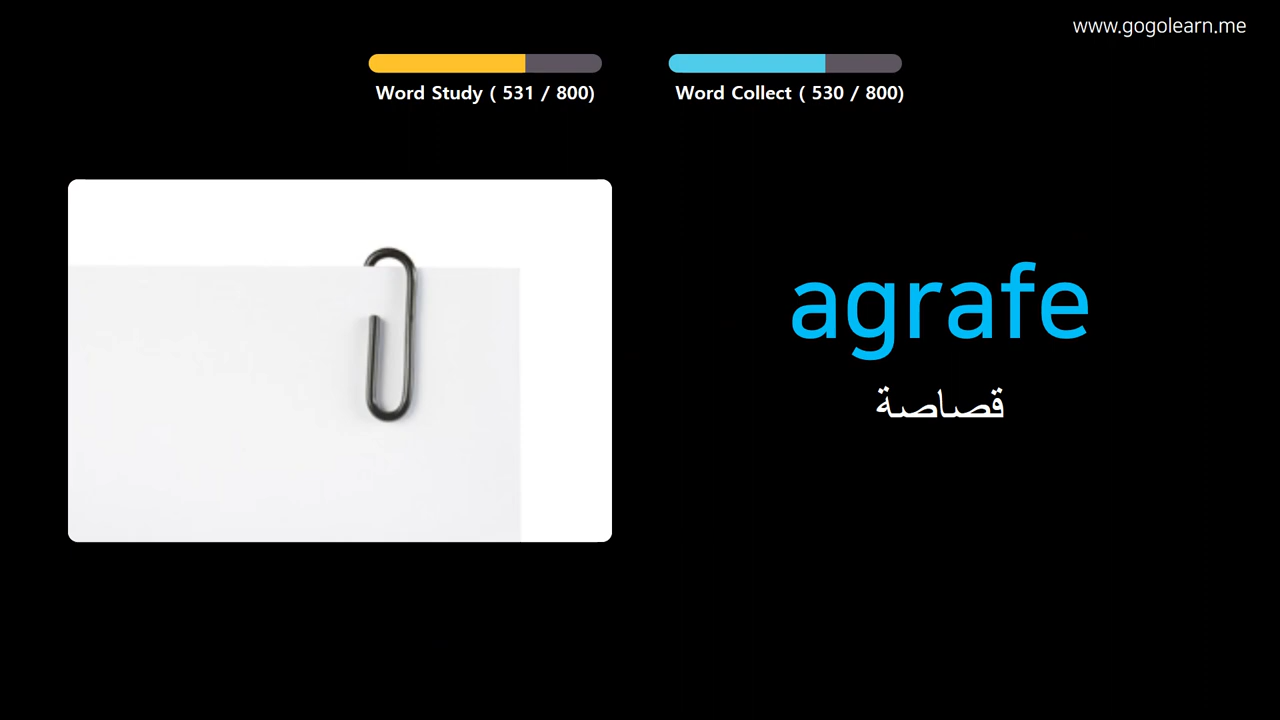 www.gogolearn.me
Word Study ( 531 / 800)
Word Collect ( 530 / 800)
agrafe
قصاصة